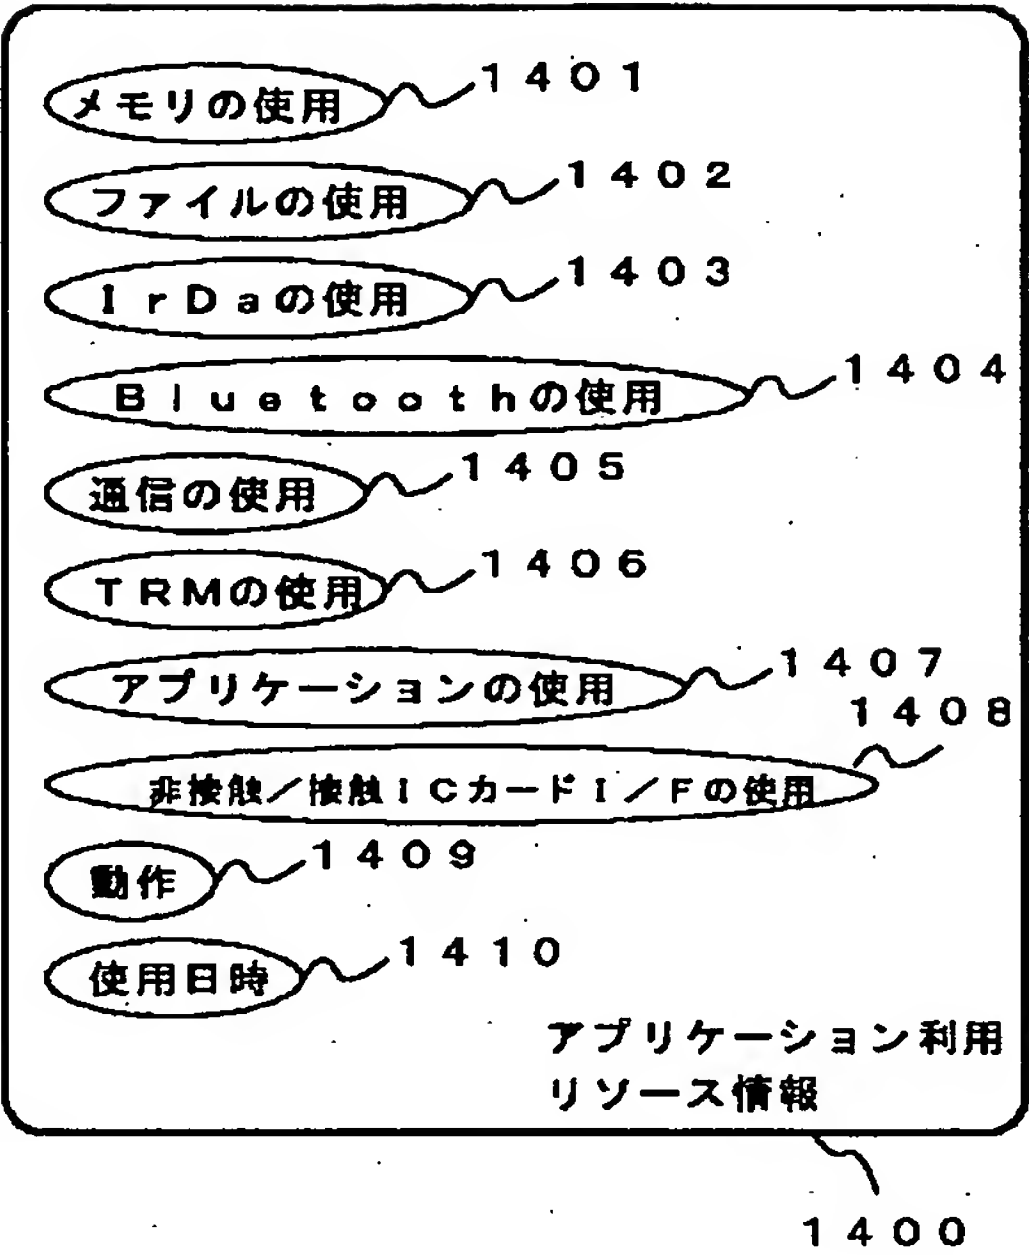 メモリの使用 1401
ファイルの使用 1402
IrDaの使用 1403
Bluetoothの使用 1404
通信の使用 1405
TRMの使用 1406
アプリケーションの使用 1407
1408
非接触/接触ICカードI/Fの使用
動作 1409
使用日時 1410
アプリケーション利用
リソース情報
1400